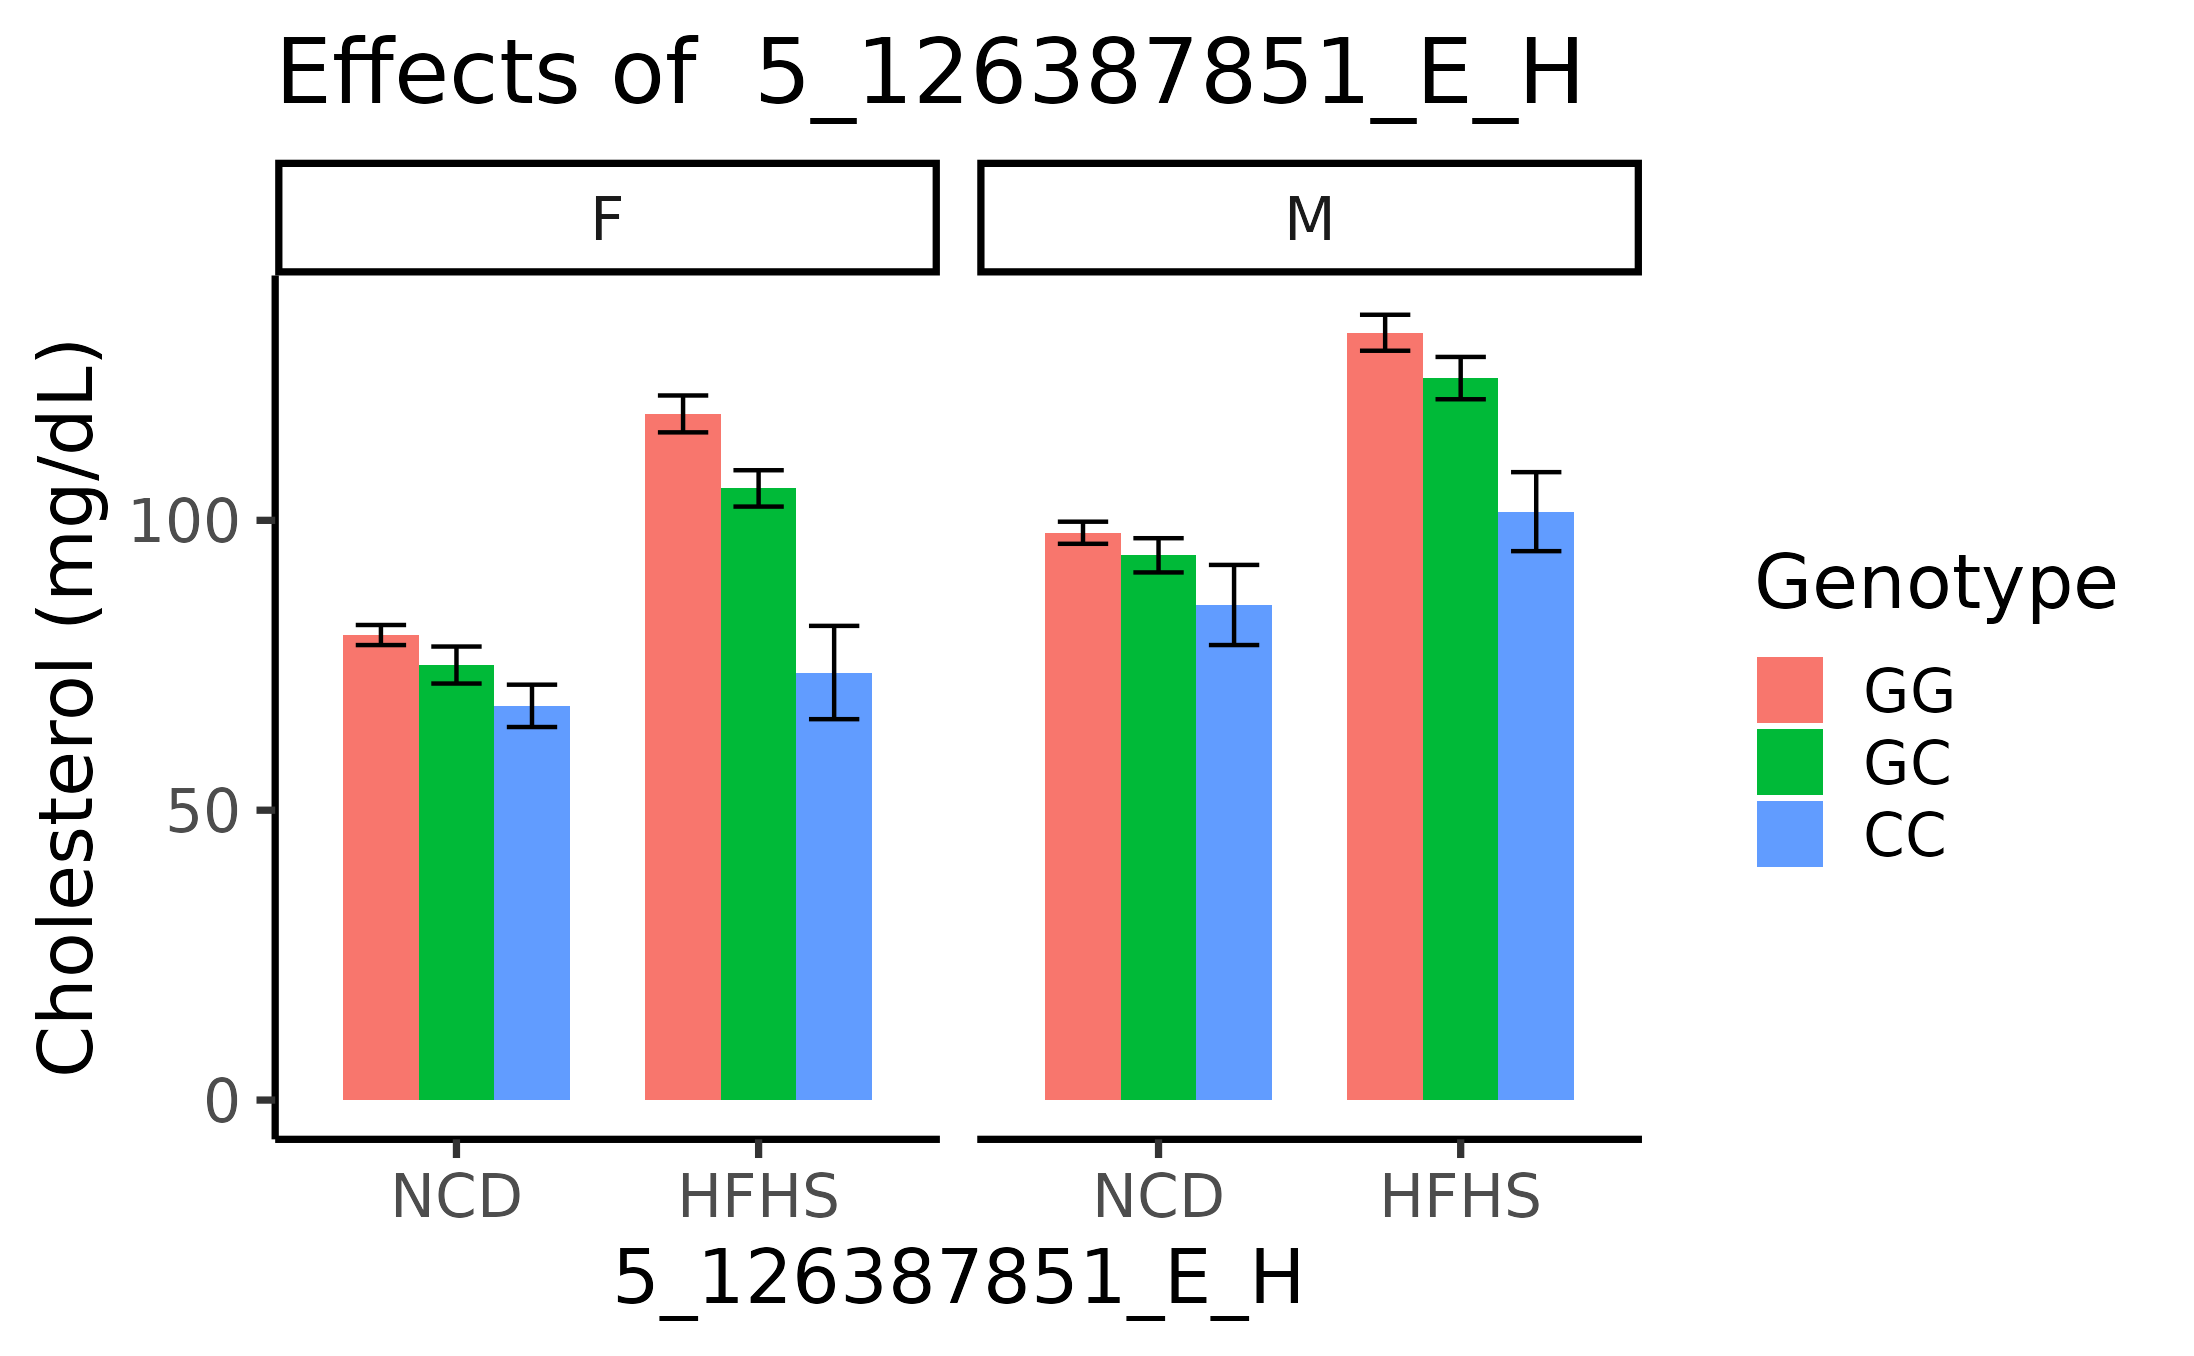 Effects of  5_126387851_E_H
F
M
Cholesterol (mg/dL)
100
50
0
NCD
HFHS
NCD
HFHS
5_126387851_E_H
Genotype
GG
GC
CC